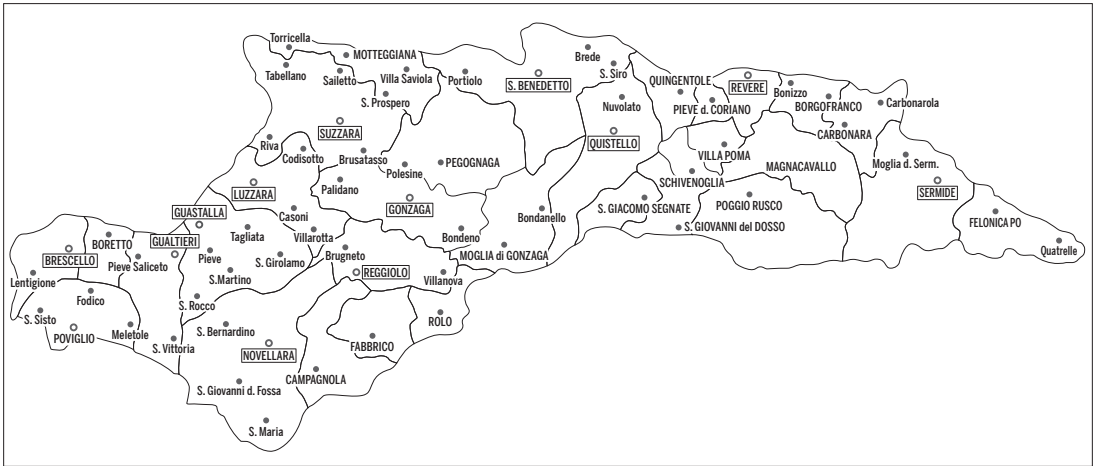 Torricella
MOTTEGGIANA
Tabellano
Sailetto
Villa Saviola
Portiolo
S. Prospero
S. BENEDETTO
Brede
S. Siro
Nuvolato
QUINGENTOLE
PIEVE d. CORIANO
REVERE
Bonizzo
BORGOFRANCO
Carbonarola
CARBONARA
SUZZARA
Riva
Codisotto
Brusatasso
Polesine
PEGOGNAGA
QUISTELLO
VILLA POMA
MAGNACAVALLO
Moglia d. Serm.
SERMIDE
LUZZARA
Palidano
GONZAGA
SCHIVENOGLIA
S. GIACOMO SEGNATE
POGGIO RUSCO
FELONICA PO
GUASTALLA
Casoni
Bondanello
S. GIOVANNI del DOSSO
Quatrelle
BORETTO
GUALTIERI
Tagliata
Villarotta
Bondeno
MOGLIA di GONZAGA
BRESCELLO
Pieve Saliceto
Pieve
S. Girolamo
Brugneto
Lentigione
S.Martino
REGGIOLO
Villanova
Fodico
S. Rocco
S. Sisto
POVIGLIO
Meletole
S. Vittoria
S. Bernardino
ROLO
NOVELLARA
FABBRICO
S. Giovanni d. Fossa
CAMPAGNOLA
S. Maria